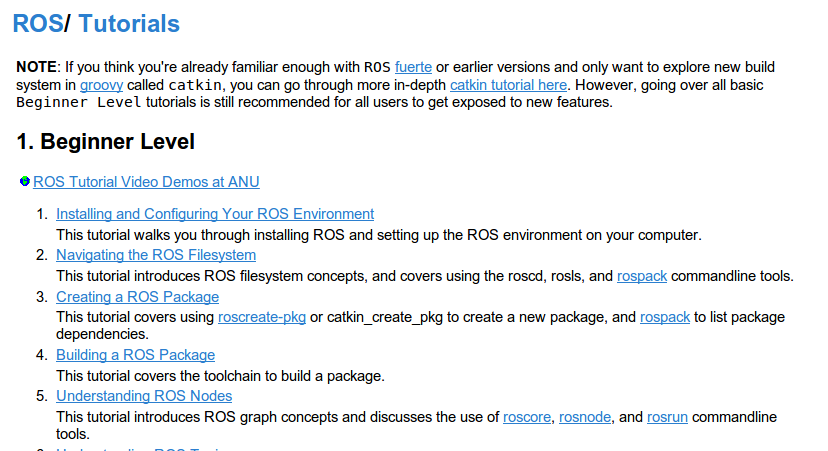 ROS/ Tutorials
NOTE: If you think you're already familiar enough with ROS fuerte or earlier versions and only want to explore new build
system in groovy called catkin, you can go through more in-depth catkin tutorial here. However, going over all basic
Beginner Level tutorials is still recommended for all users to get exposed to new features.
1. Beginner Level
ROS Tutorial Video Demos at ANU
1. Installing and Configuring Your ROS Environment
This tutorial walks you through installing ROS and setting up the ROS environment on your computer.
2. Navigating the ROS Filesystem
This tutorial introduces ROS filesystem concepts, and covers using the roscd, rosls, and rospack commandline tools.
3. Creating a ROS Package
This tutorial covers using roscreate-pkg or catkin_create_pkg to create a new package, and rospack to list package
dependencies.
4. Building a ROS Package
This tutorial covers the toolchain to build a package.
5. Understanding ROS Nodes
This tutorial introduces ROS graph concepts and discusses the use of roscore, rosnode, and rosrun commandline
tools.